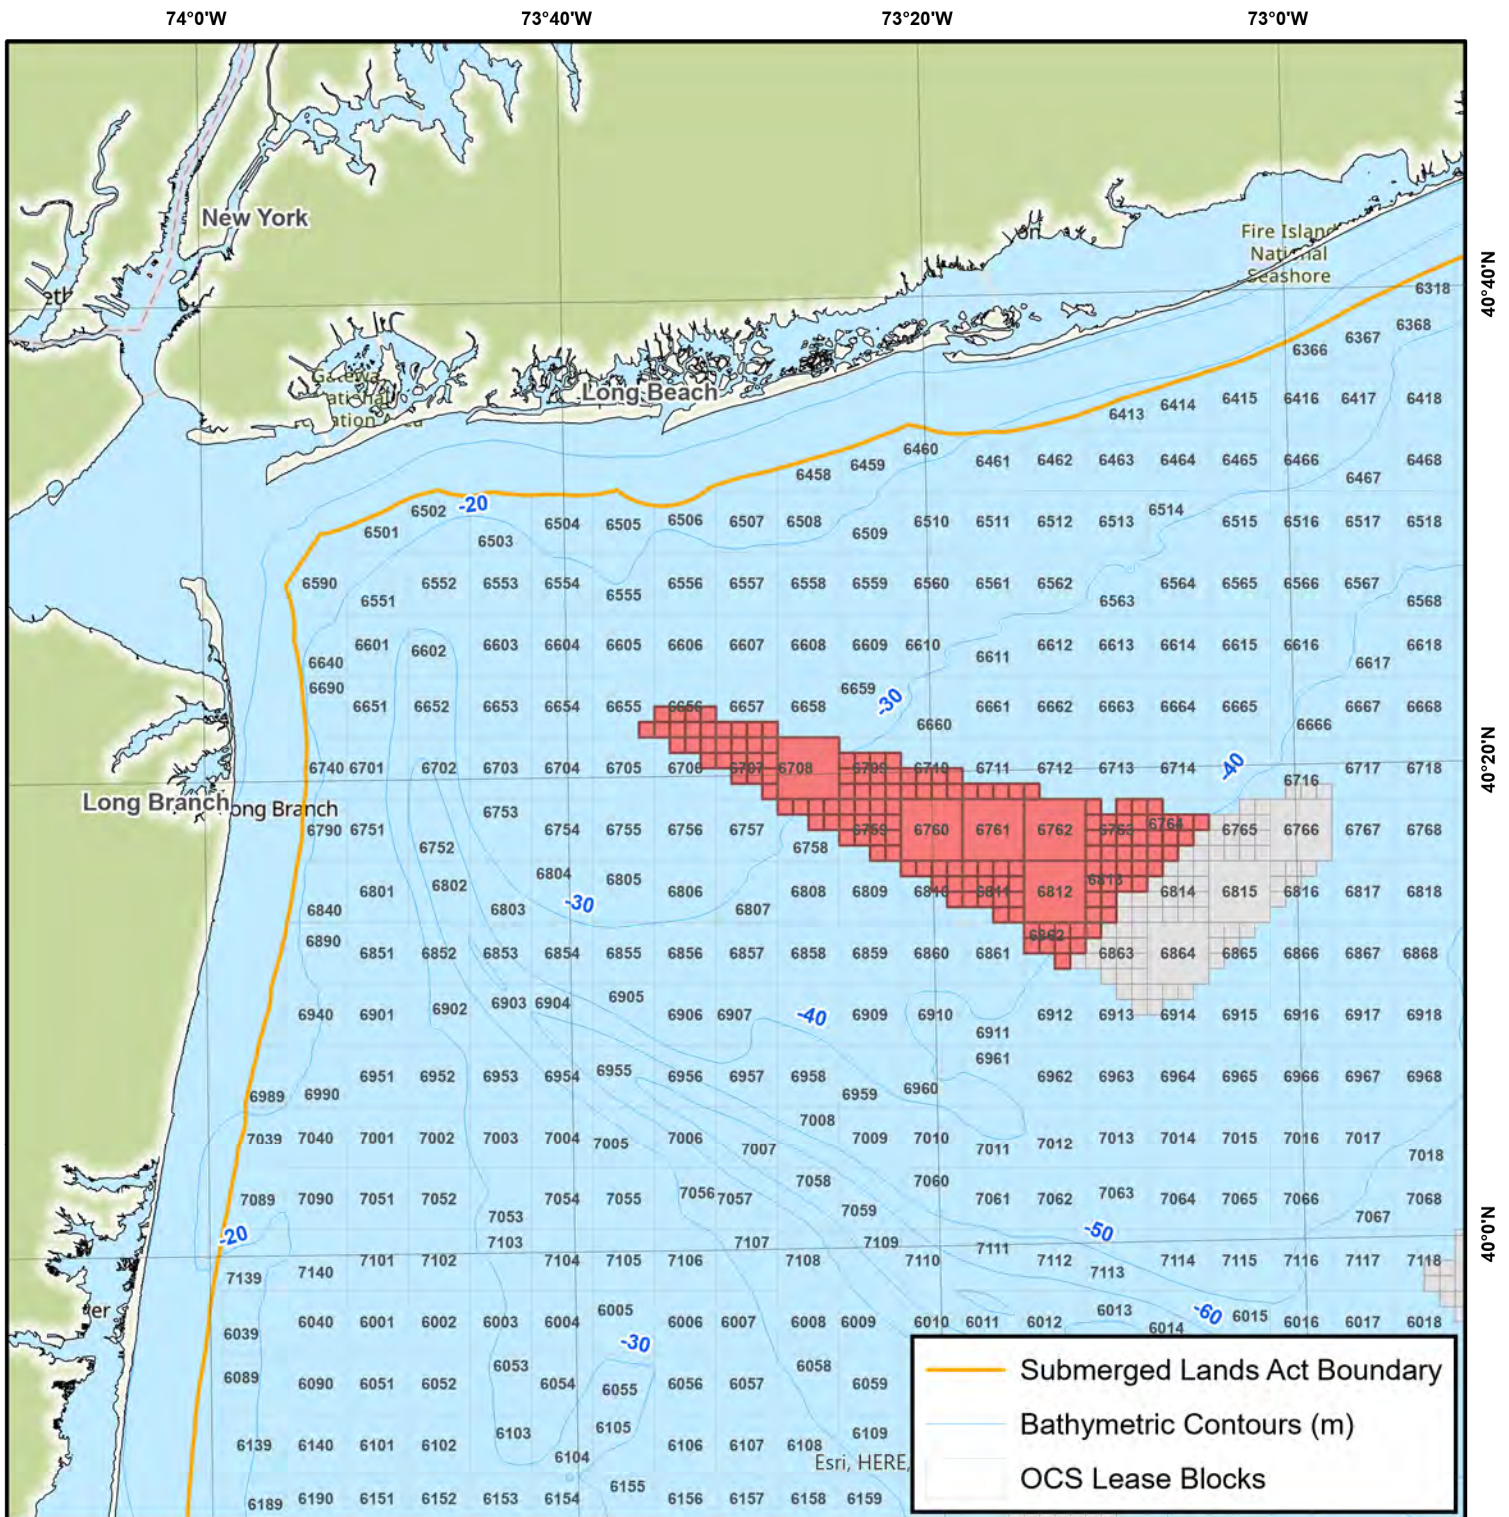 74°0'W 73°40'W 73°20'W 73°0'W
New York
Fire Island
National
Seashore
40°40'N
6318
6366 6367 6368
Long Beach
6413 6414 6415 6416 6417 6418
6458 6459 6460 6461 6462 6463 6464 6465 6466 6467 6468
-20
6501 6502 6503 6504 6505 6506 6507 6508 6509 6510 6511 6512 6513 6514 6515 6516 6517 6518
6590 6551 6552 6553 6554 6555 6556 6557 6558 6559 6560 6561 6562 6563 6564 6565 6566 6567 6568
6640 6601 6602 6603 6604 6605 6606 6607 6608 6609 6610 6611 6612 6613 6614 6615 6616 6617 6618
6690 6651 6652 6653 6654 6655 6656 6657 6658 6659 6660 6661 6662 6663 6664 6665 6666 6667 6668
-30
-40
40°20'N
6740 6701 6702 6703 6704 6705 6706 6707 6708 6709 6710 6711 6712 6713 6714 6716 6717 6718
Long Branch
Long Branch
6790 6751 6752 6753 6754 6755 6756 6757 6758 6759 6760 6761 6762 6763 6764 6765 6766 6767 6768
6840 6801 6802 6803 6804 6805 6806 6807 6808 6809 6810 6811 6812 6813 6814 6815 6816 6817 6818
-30
6890 6851 6852 6853 6854 6855 6856 6857 6858 6859 6860 6861 6862 6863 6864 6865 6866 6867 6868
6940 6901 6902 6903 6904 6905 6906 6907 -40 6909 6910 6911 6912 6913 6914 6915 6916 6917 6918
6989 6990 6951 6952 6953 6954 6955 6956 6957 6958 6959 6960 6961 6962 6963 6964 6965 6966 6967 6968
7039 7040 7001 7002 7003 7004 7005 7006 7007 7008 7009 7010 7011 7012 7013 7014 7015 7016 7017 7018
7089 7090 7051 7052 7053 7054 7055 7056 7057 7058 7059 7060 7061 7062 7063 7064 7065 7066 7067 7068
-20
-50
40°0'N
7139 7140 7101 7102 7103 7104 7105 7106 7107 7108 7109 7110 7111 7112 7113 7114 7115 7116 7117 7118
6039 6040 6001 6002 6003 6004 6005 6006 6007 6008 6009 6010 6011 6012 6013 6014 6015 6016 6017 6018
-60
-30
6089 6090 6051 6052 6053 6054 6055 6056 6057 6058 6059
6139 6140 6101 6102 6103 6104 6105 6106 6107 6108 6109
Esri, HERE,
6189 6190 6151 6152 6153 6154 6155 6156 6157 6158 6159
Submerged Lands Act Boundary
Bathymetric Contours (m)
OCS Lease Blocks